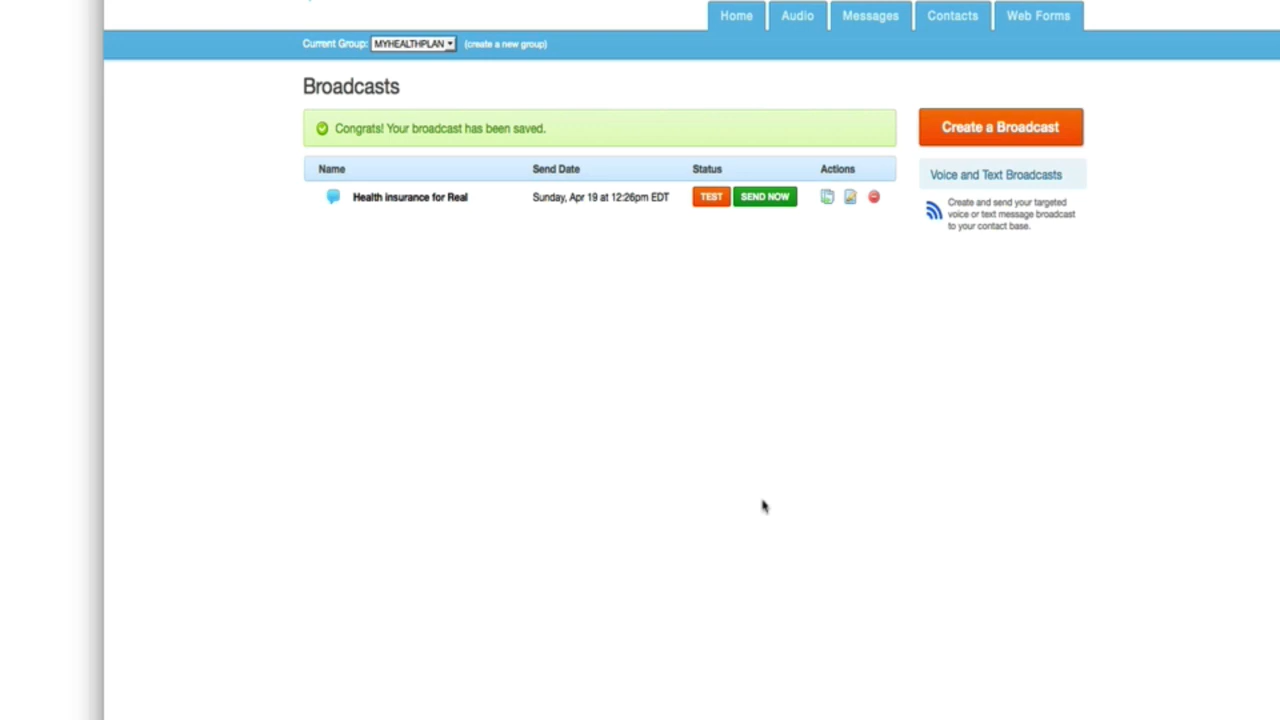 Home Audio Messages Contacts Web Forms
Current Group: MYHEALTHPLAN (create a new group)
Broadcasts
Congrats! Your broadcast has been saved.
Create a Broadcast
Name Send Date Status Actions
Voice and Text Broadcasts
Health insurance for Real Sunday, Apr 19 at 12:26pm EDT TEST SEND NOW
Create and send your targeted
voice or text message broadcast
to your contact base.